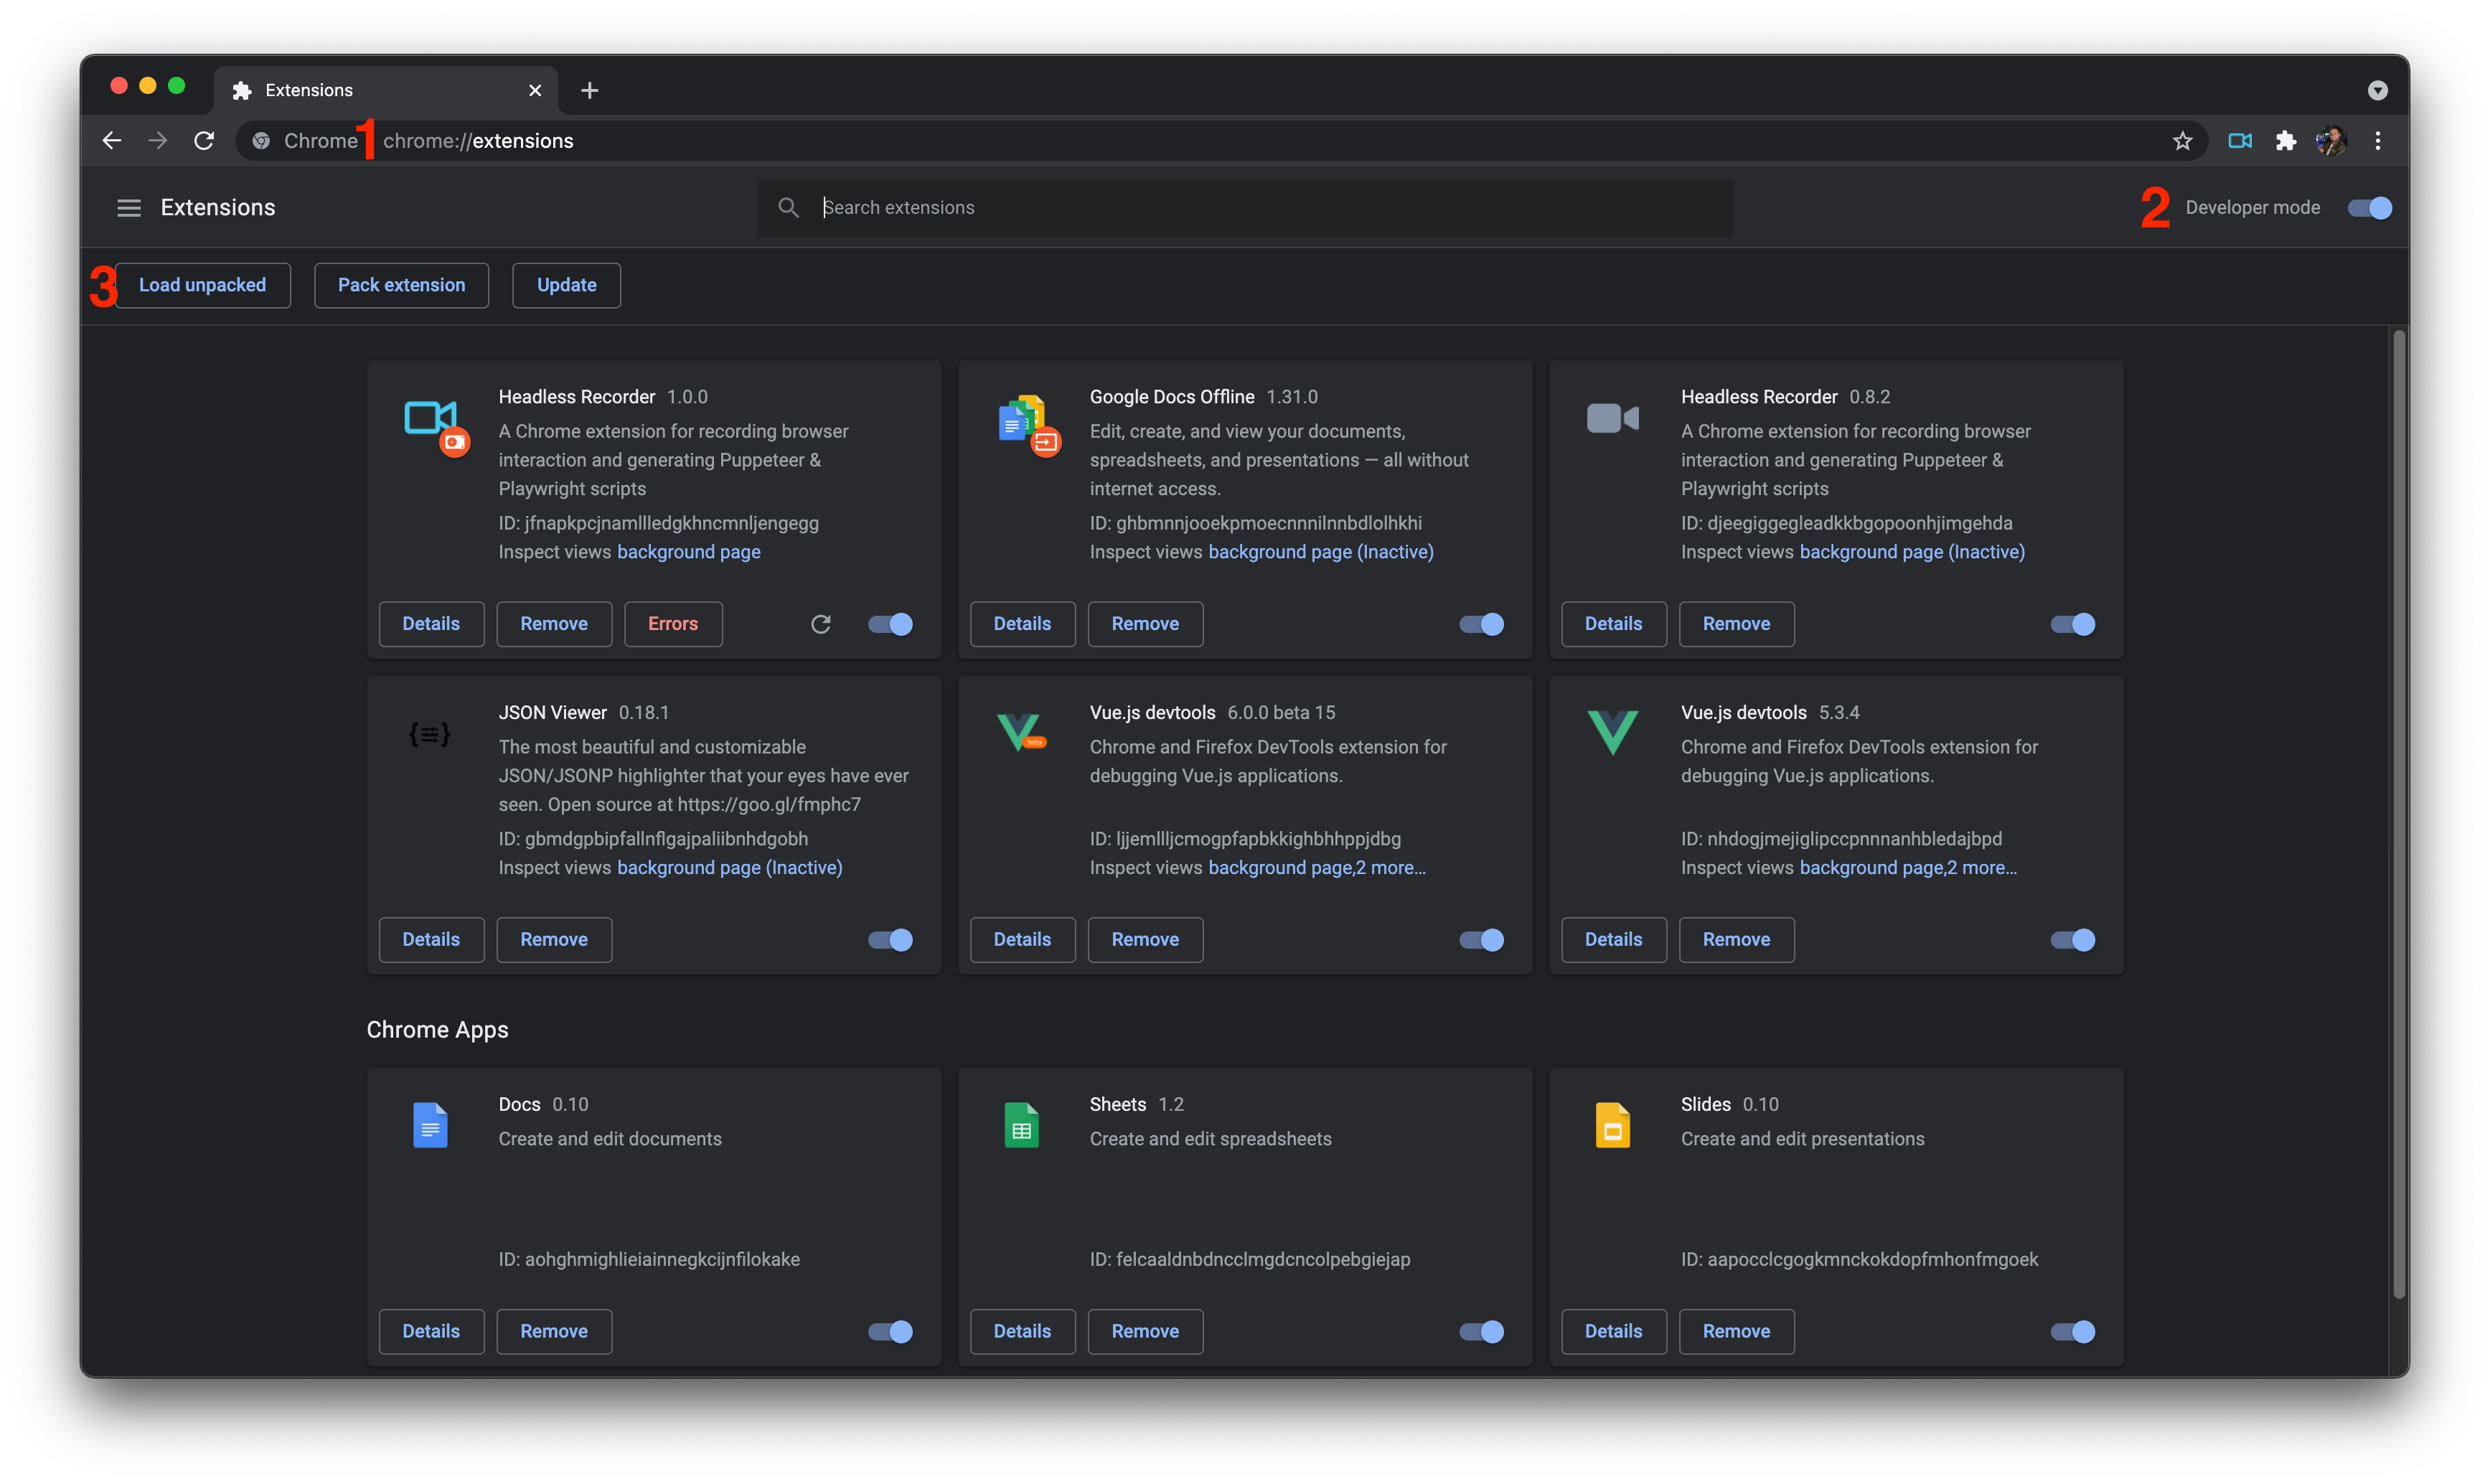 Extensions
Chrome 1 chrome://extensions
Extensions
Search extensions
2 Developer mode
3 Load unpacked
Pack extension
Update
Headless Recorder 1.0.0
A Chrome extension for recording browser
interaction and generating Puppeteer &
Playwright scripts
ID: jfnapkpcjnamllledgkhncmnljengegg
Inspect views background page
Details
Remove
Errors
Google Docs Offline 1.31.0
Edit, create, and view your documents,
spreadsheets, and presentations — all without
internet access.
ID: ghbmnnjooekpmoecnnnilnnbdlolhkhi
Inspect views background page (Inactive)
Details
Remove
Headless Recorder 0.8.2
A Chrome extension for recording browser
interaction and generating Puppeteer &
Playwright scripts
ID: djeegiggegleadkkbgopoonhjimgehda
Inspect views background page (Inactive)
Details
Remove
JSON Viewer 0.18.1
The most beautiful and customizable
JSON/JSONP highlighter that your eyes have ever
seen. Open source at https://goo.gl/fmphc7
ID: gbmdgpbipfallnflgajpaliibnhdgobh
Inspect views background page (Inactive)
Details
Remove
beta
Vue.js devtools 6.0.0 beta 15
Chrome and Firefox DevTools extension for
debugging Vue.js applications.
ID: ljjemllljcmogpfapbkkighbhhppjdbg
Inspect views background page,2 more...
Details
Remove
Vue.js devtools 5.3.4
Chrome and Firefox DevTools extension for
debugging Vue.js applications.
ID: nhdogjmejiglipccpnnnanhbledajbpd
Inspect views background page,2 more...
Details
Remove
Chrome Apps
Docs 0.10
Create and edit documents
ID: aohghmighlieiainnegkcijnfilokake
Details
Remove
Sheets 1.2
Create and edit spreadsheets
ID: felcaaldnbdncclmgdcncolpebgiejap
Details
Remove
Slides 0.10
Create and edit presentations
ID: aapocclcgogkmnckokdopfmhonfmgoek
Details
Remove